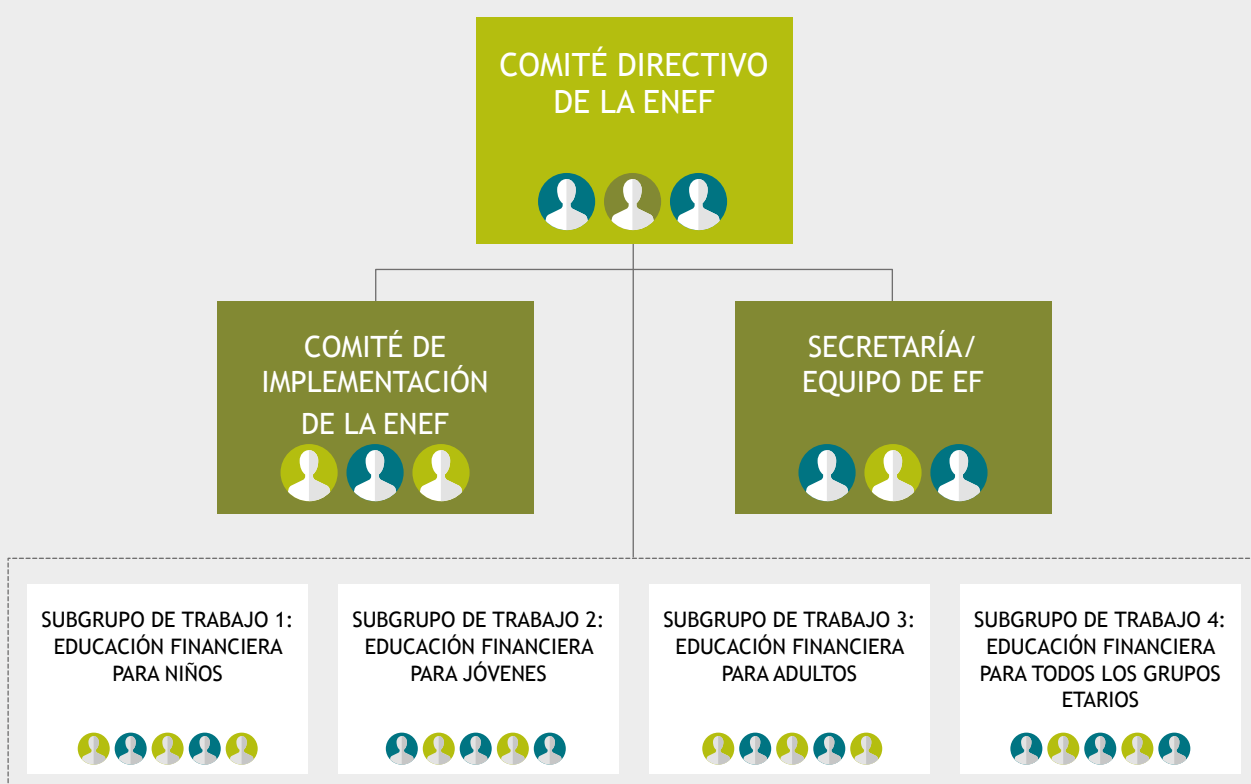 COMITÉ DIRECTIVO
DE LA ENEF
COMITÉ DE
IMPLEMENTACIÓN
DE LA ENEF
SECRETARÍA/
EQUIPO DE EF
SUBGRUPO DE TRABAJO 1:
EDUCACIÓN FINANCIERA
PARA NIÑOS
SUBGRUPO DE TRABAJO 2:
EDUCACIÓN FINANCIERA
PARA JÓVENES
SUBGRUPO DE TRABAJO 3:
EDUCACIÓN FINANCIERA
PARA ADULTOS
SUBGRUPO DE TRABAJO 4:
EDUCACIÓN FINANCIERA
PARA TODOS LOS GRUPOS
ETARIOS